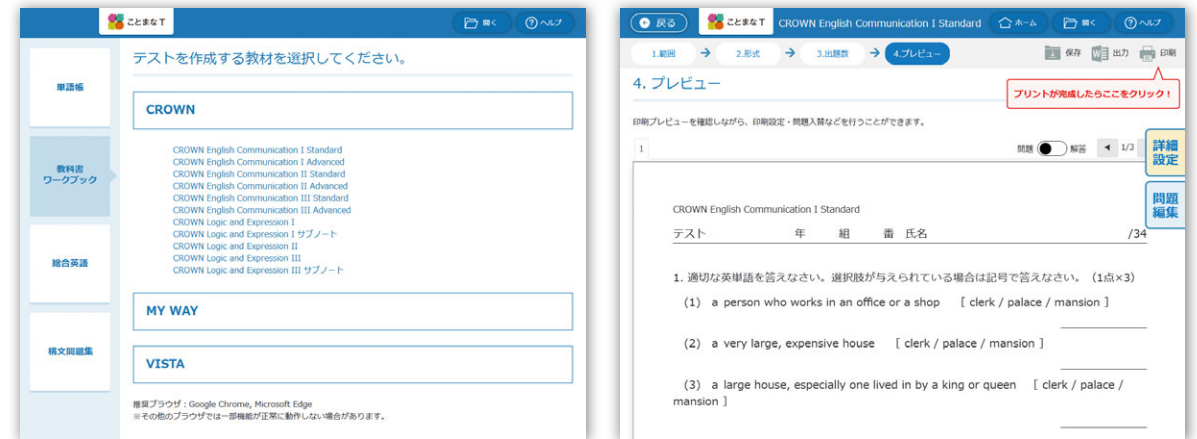 ことまな T
開く
? ヘルプ
単語帳
教科書
ワークブック
総合英語
構文問題集
テストを作成する教材を選択してください。
CROWN
CROWN English Communication I Standard
CROWN English Communication I Advanced
CROWN English Communication II Standard
CROWN English Communication II Advanced
CROWN English Communication III Standard
CROWN English Communication III Advanced
CROWN Logic and Expression I
CROWN Logic and Expression I サブノート
CROWN Logic and Expression II
CROWN Logic and Expression III
CROWN Logic and Expression III サブノート
MY WAY
VISTA
推奨ブラウザ：Google Chrome, Microsoft Edge
※その他のブラウザでは一部機能が正常に動作しない場合があります。
戻る
ことまな T
CROWN English Communication I Standard
ホーム
開く
? ヘルプ
1.範囲 → 2.形式 → 3.出題数 → 4.プレビュー
保存
W 出力
印刷
4. プレビュー
プリントが完成したらここをクリック！
印刷プレビューを確認しながら、印刷設定・問題入替などを行うことができます。
1
問題 解答 ◀ 1/3
詳細
設定
問題
編集
CROWN English Communication I Standard
テスト 年 組 番 氏名 /34
1. 適切な英単語を答えなさい。選択肢が与えられている場合は記号で答えなさい。（1点×3）
(1) a person who works in an office or a shop [ clerk / palace / mansion ]
(2) a very large, expensive house [ clerk / palace / mansion ]
(3) a large house, especially one lived in by a king or queen [ clerk / palace /
mansion ]